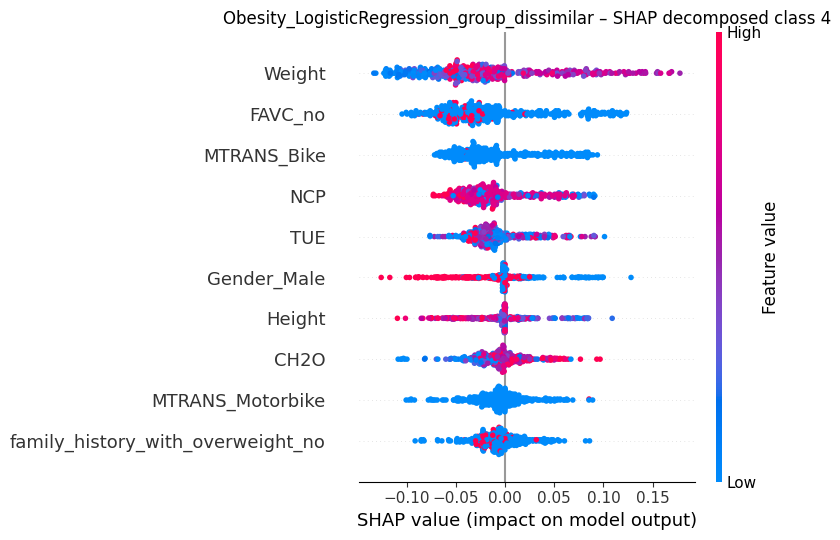 Obesity_LogisticRegression_group_dissimilar – SHAP decomposed class 4
High
Weight
FAVC_no
MTRANS_Bike
NCP
TUE
Gender_Male
Height
CH2O
MTRANS_Motorbike
family_history_with_overweight_no
Feature value
Low
−0.10 −0.05 0.00 0.05 0.10 0.15
SHAP value (impact on model output)